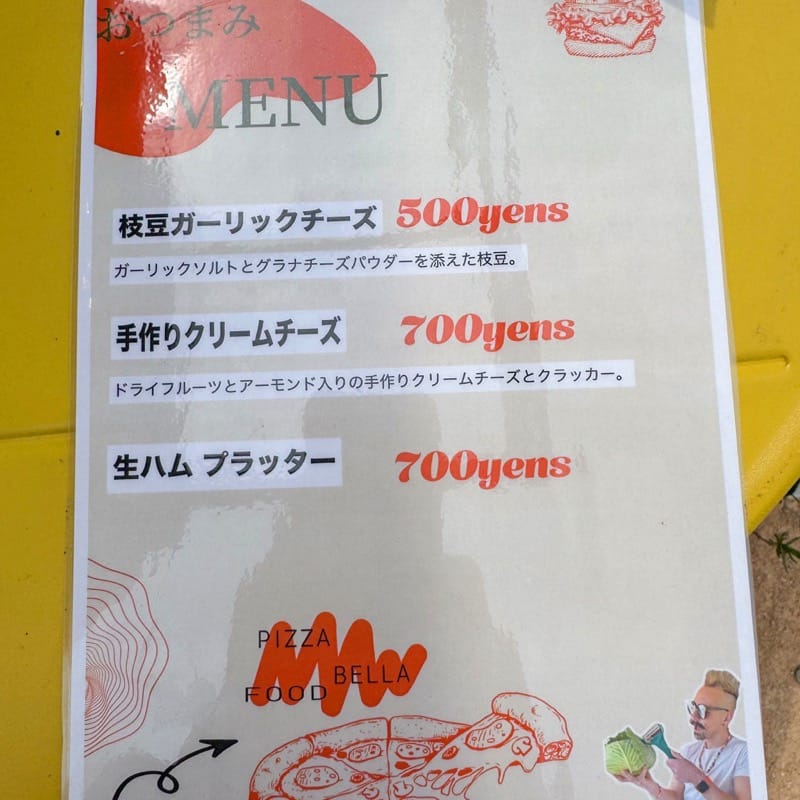 おつまみ
MENU
枝豆ガーリックチーズ 500yens
ガーリックソルトとグラナチーズパウダーを添えた枝豆。
手作りクリームチーズ 700yens
ドライフルーツとアーモンド入りの手作りクリームチーズとクラッカー。
生ハム プラッター 700yens
PIZZA
BELLA
FOOD